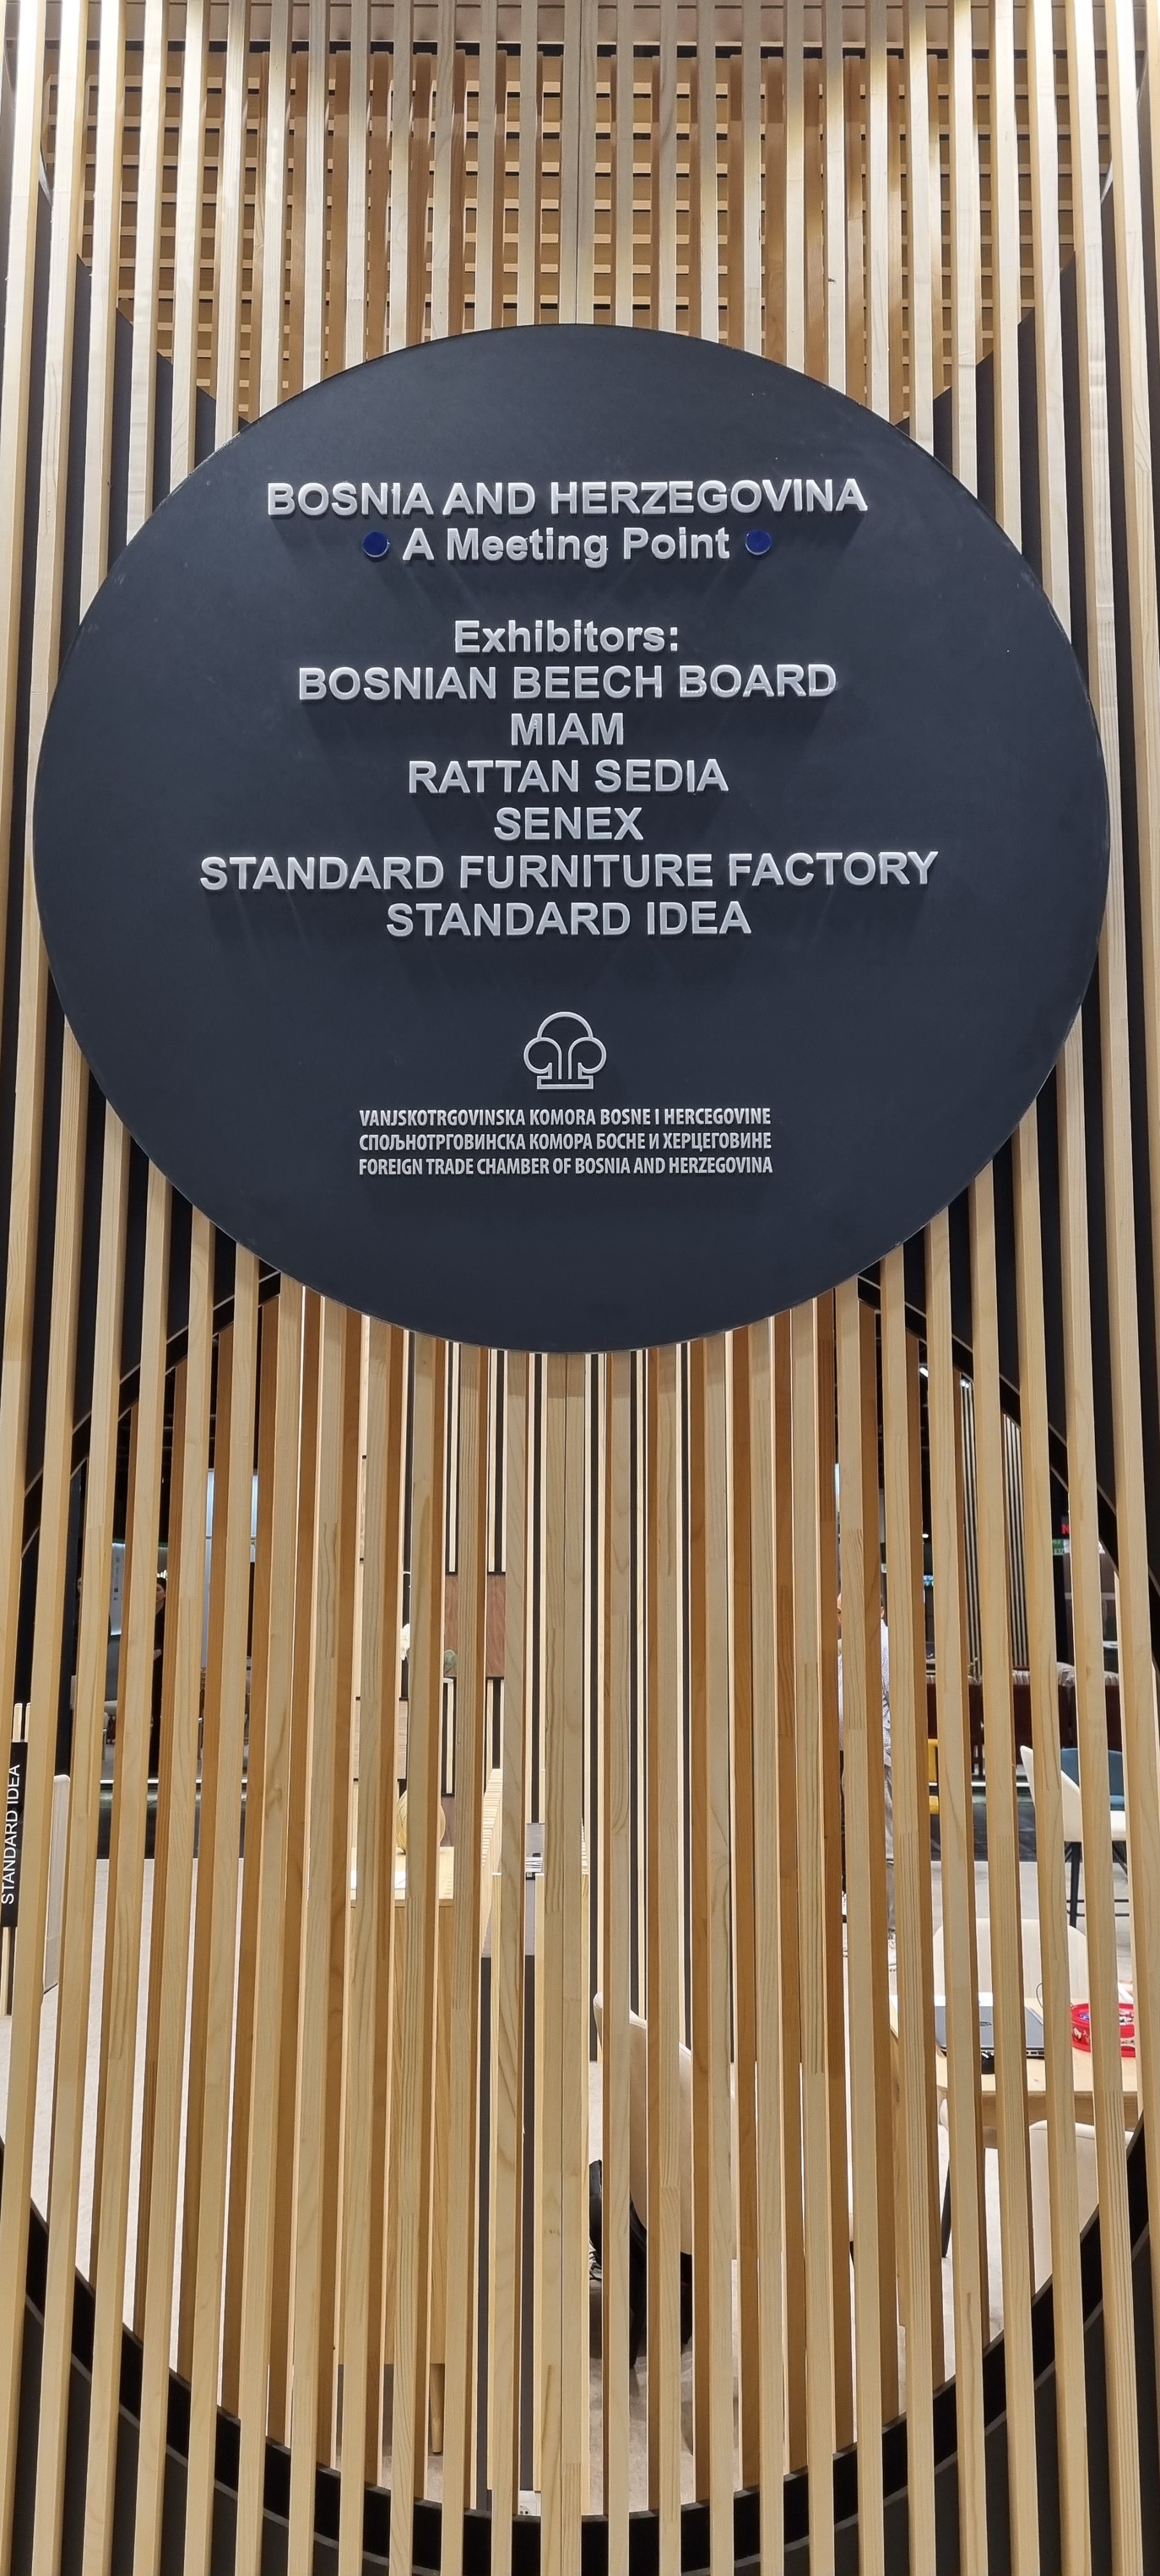 BOSNIA AND HERZEGOVINA
A Meeting Point
Exhibitors:
BOSNIAN BEECH BOARD
MIAM
RATTAN SEDIA
SENEX
STANDARD FURNITURE FACTORY
STANDARD IDEA
VANJSKOTRGOVINSKA KOMORA BOSNE I HERCEGOVINE
СПОЉНОТРГОВИНСКА КОМОРА БОСНЕ И ХЕРЦЕГОВИНЕ
FOREIGN TRADE CHAMBER OF BOSNIA AND HERZEGOVINA
STANDARD IDEA